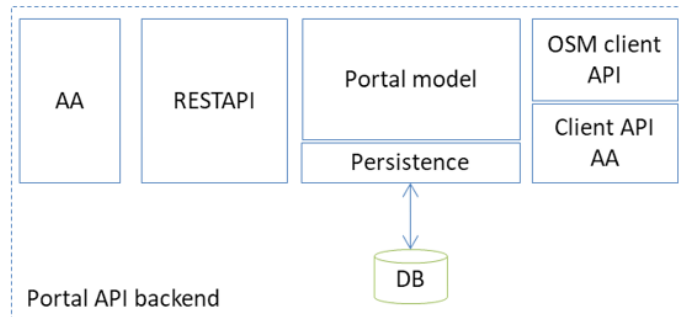 AA
RESTAPI
Portal model
Persistence
OSM client
API
Client API
AA
DB
Portal API backend